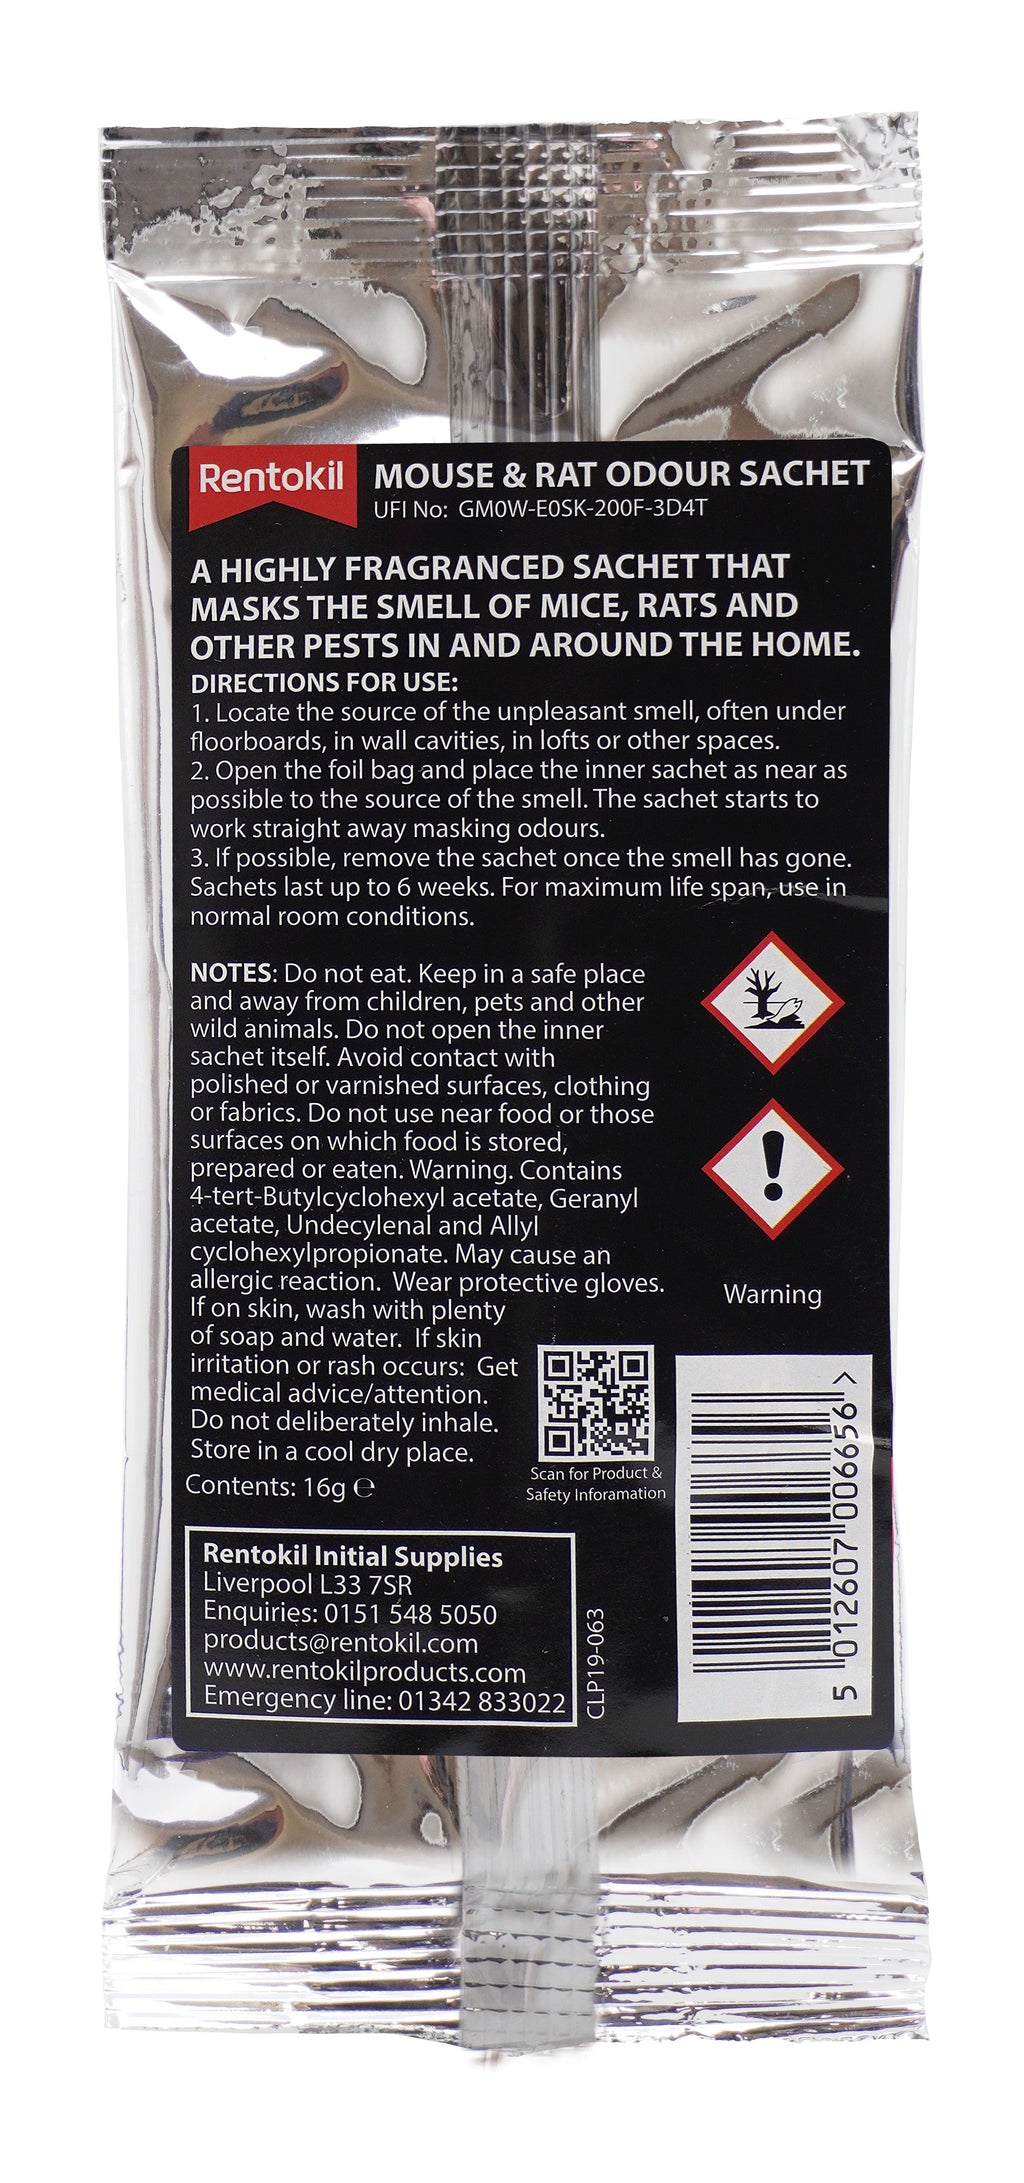 Rentokil
MOUSE & RAT ODOUR SACHET
UFI No: GM0W-E0SK-200F-3D4T
A HIGHLY FRAGRANCED SACHET THAT
MASKS THE SMELL OF MICE, RATS AND
OTHER PESTS IN AND AROUND THE HOME.
DIRECTIONS FOR USE:
1. Locate the source of the unpleasant smell, often under
floorboards, in wall cavities, in lofts or other spaces.
2. Open the foil bag and place the inner sachet as near as
possible to the source of the smell. The sachet starts to
work straight away masking odours.
3. If possible, remove the sachet once the smell has gone.
Sachets last up to 6 weeks. For maximum life span, use in
normal room conditions.
NOTES: Do not eat. Keep in a safe place
and away from children, pets and other
wild animals. Do not open the inner
sachet itself. Avoid contact with
polished or varnished surfaces, clothing
or fabrics. Do not use near food or those
surfaces on which food is stored,
prepared or eaten. Warning. Contains
4-tert-Butylcyclohexyl acetate, Geranyl
acetate, Undecylenal and Allyl
cyclohexylpropionate. May cause an
allergic reaction. Wear protective gloves.
If on skin, wash with plenty
of soap and water. If skin
irritation or rash occurs: Get
medical advice/attention.
Do not deliberately inhale.
Store in a cool dry place.
Contents: 16g ℮
Warning
Scan for Product &
Safety Inforamation
Rentokil Initial Supplies
Liverpool L33 7SR
Enquiries: 0151 548 5050
products@rentokil.com
www.rentokilproducts.com
Emergency line: 01342 833022
CLP19-063
5 012607 006656 >